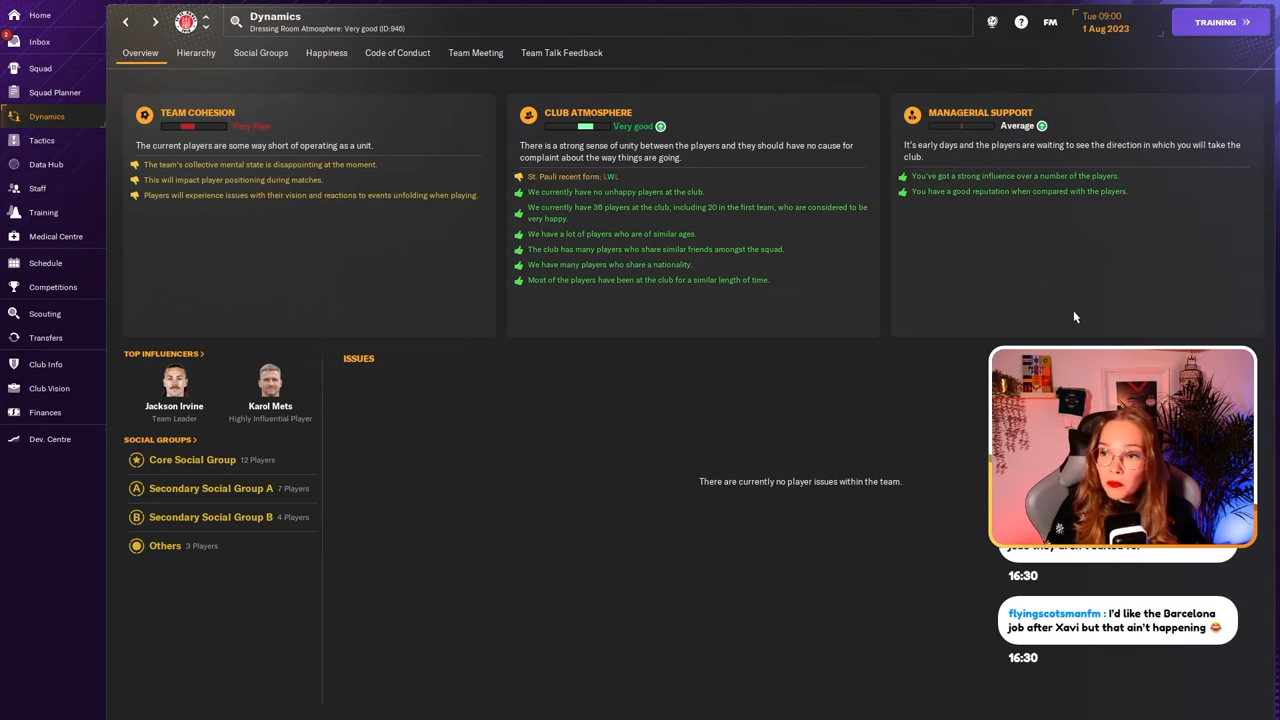 Home
Inbox
2
Squad
Squad Planner
Dynamics
Tactics
Data Hub
Staff
Training
Medical Centre
Schedule
Competitions
Scouting
Transfers
Club Info
Club Vision
Finances
Dev. Centre
Dynamics
Dressing Room Atmosphere: Very good (ID:946)
FM
Tue 09:00
1 Aug 2023
TRAINING
Overview Hierarchy Social Groups Happiness Code of Conduct Team Meeting Team Talk Feedback
TEAM COHESION
Very Poor
The current players are some way short of operating as a unit.
The team's collective mental state is disappointing at the moment.
This will impact player positioning during matches.
Players will experience issues with their vision and reactions to events unfolding when playing.
CLUB ATMOSPHERE
Very good
There is a strong sense of unity between the players and they should have no cause for
complaint about the way things are going.
St. Pauli recent form: LWL
We currently have no unhappy players at the club.
We currently have 36 players at the club, including 20 in the first team, who are considered to be
very happy.
We have a lot of players who are of similar ages.
The club has many players who share similar friends amongst the squad.
We have many players who share a nationality.
Most of the players have been at the club for a similar length of time.
MANAGERIAL SUPPORT
Average
It's early days and the players are waiting to see the direction in which you will take the
club.
You've got a strong influence over a number of the players.
You have a good reputation when compared with the players.
TOP INFLUENCERS >
Jackson Irvine
Team Leader
Karol Mets
Highly Influential Player
SOCIAL GROUPS >
Core Social Group 12 Players
A Secondary Social Group A 7 Players
B Secondary Social Group B 4 Players
Others 3 Players
ISSUES
There are currently no player issues within the team.
16:30
flyingscotsmanfm : I'd like the Barcelona
job after Xavi but that ain't happening 😂
16:30